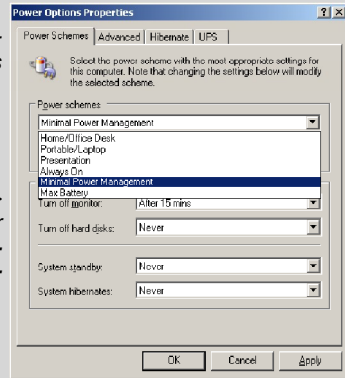 Power Options Properties
Power Schemes Advanced Hibernate UPS
Select the power scheme with the most appropriate settings for
this computer. Note that changing the settings below will modify
the selected scheme.
Power schemes
Minimal Power Management
Home/Office Desk
Portable/Laptop
Presentation
Always On
Minimal Power Management
Max Battery
Turn off monitor: After 15 mins
Turn off hard disks: Never
System standby: Never
System hibernates: Never
OK Cancel Apply